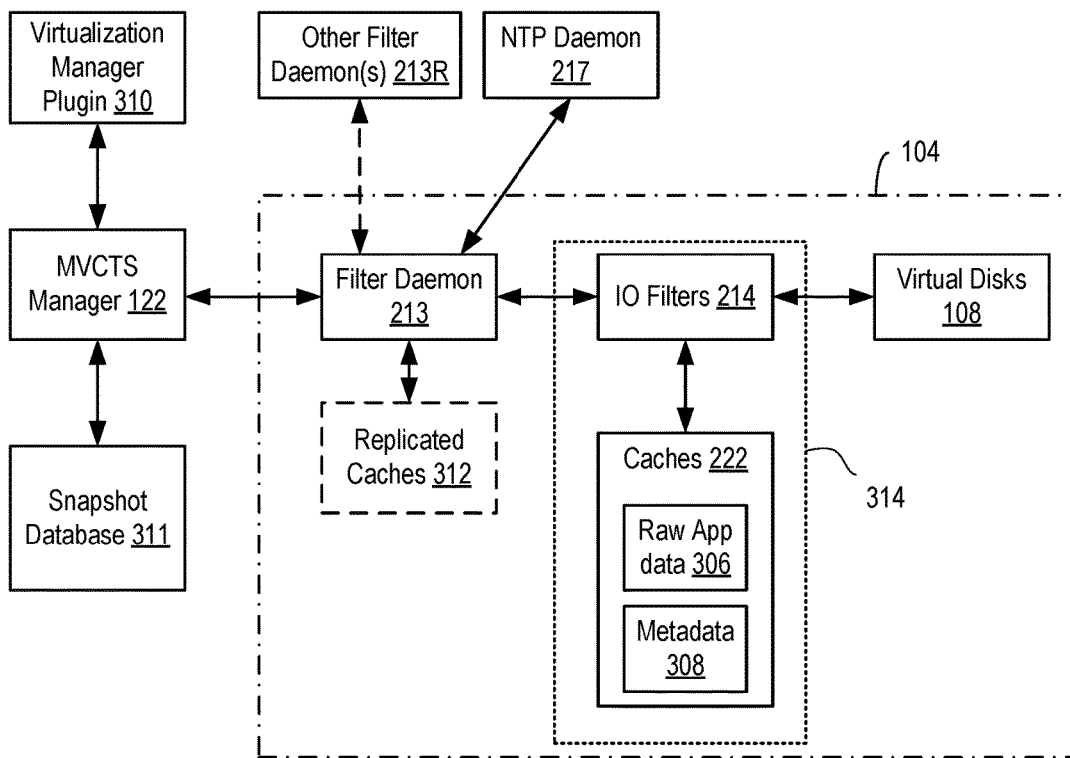 Virtualization
Manager
Plugin 310
Other Filter
Daemon(s) 213R
NTP Daemon
217
104
MVCTS
Manager 122
Filter Daemon
213
IO Filters 214
Virtual Disks
108
Replicated
Caches 312
Caches 222
Snapshot
Database 311
Raw App
data 306
Metadata
308
314